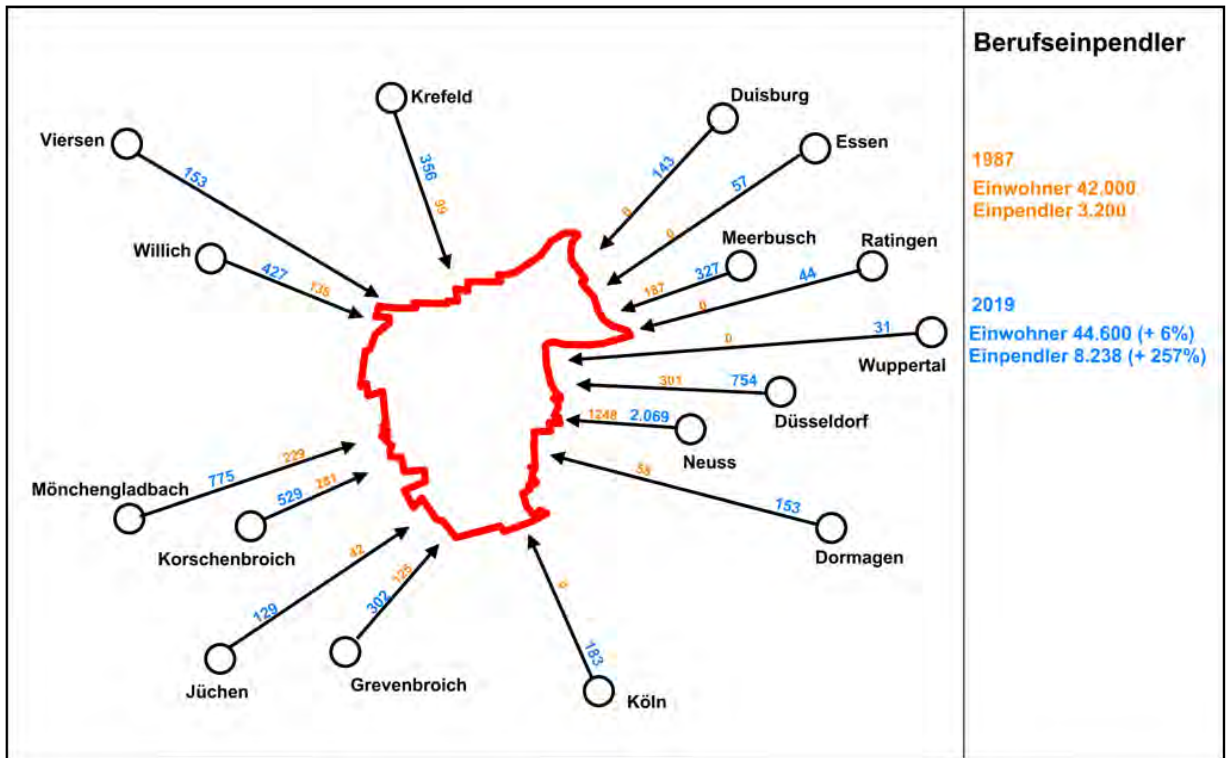 Berufseinpendler
Krefeld
Duisburg
Viersen
Essen
356
99
143
0
153
57
0
1987
Einwohner 42.000
Einpendler 3.200
Willich
427
138
Meerbusch
327
187
Ratingen
44
0
2019
Einwohner 44.600 (+ 6%)
Einpendler 8.238 (+ 257%)
31
0
Wuppertal
301
754
Düsseldorf
1248
2.069
Neuss
229
775
Mönchengladbach
529
281
Korschenbroich
58
153
Dormagen
42
129
Jüchen
125
302
Grevenbroich
0
183
Köln